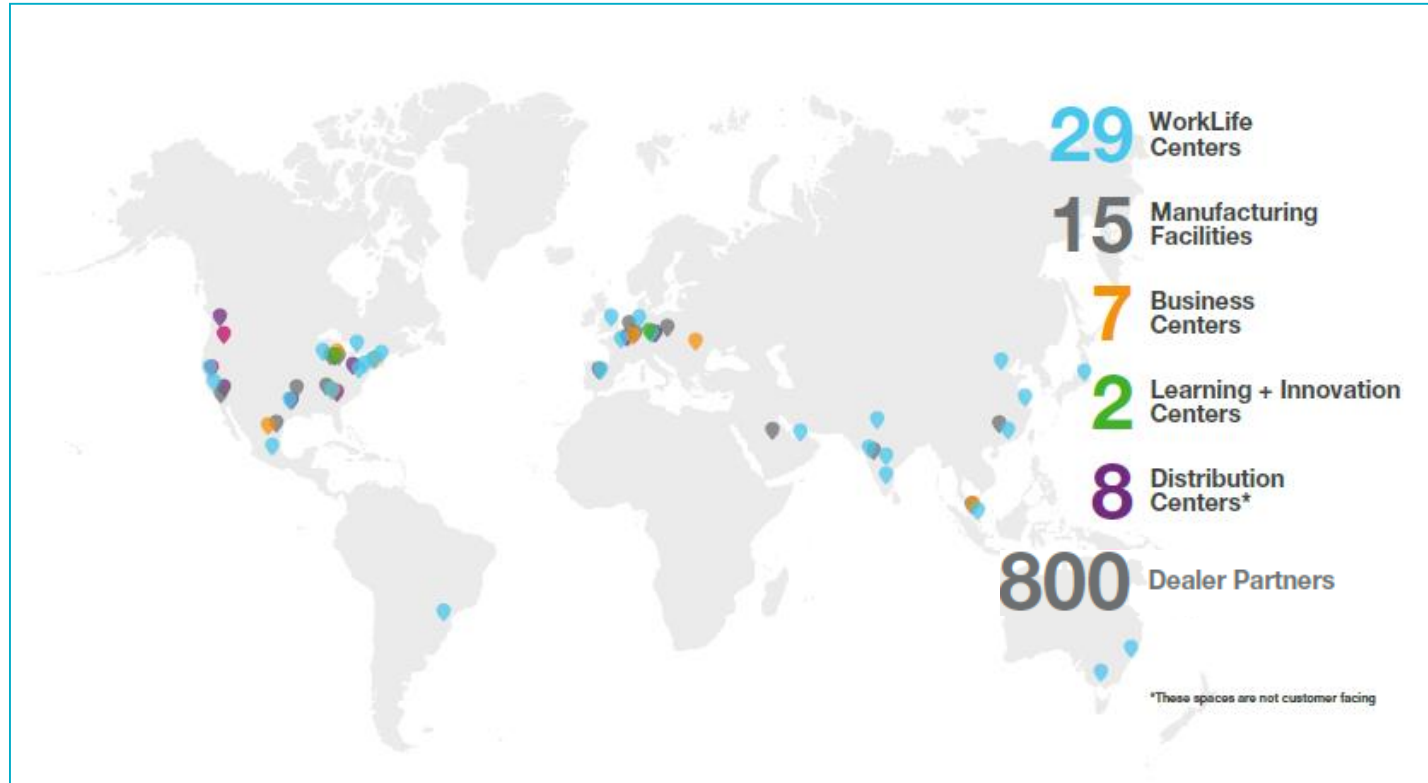 29 WorkLife
Centers
15 Manufacturing
Facilities
7 Business
Centers
2 Learning + Innovation
Centers
8 Distribution
Centers*
800 Dealer Partners
*These spaces are not customer facing